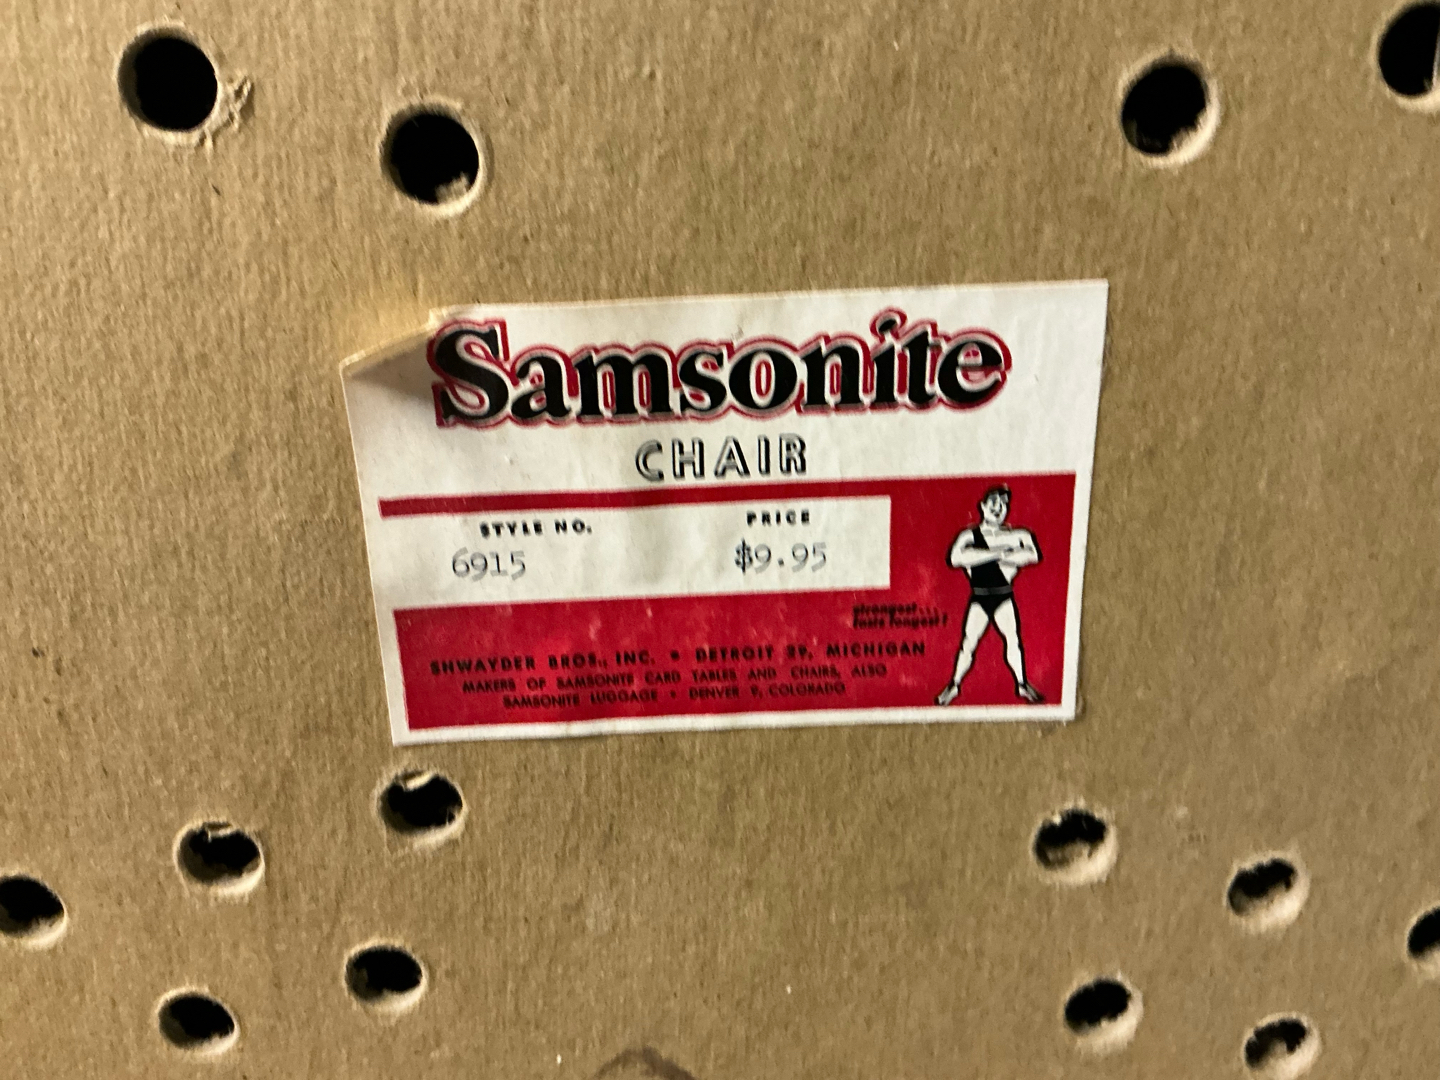 Samsonite
CHAIR
STYLE NO. PRICE
6915 $9.95
strongest...
lasts longest!
SHWAYDER BROS., INC. • DETROIT 29, MICHIGAN
MAKERS OF SAMSONITE CARD TABLES AND CHAIRS, ALSO
SAMSONITE LUGGAGE • DENVER 9, COLORADO